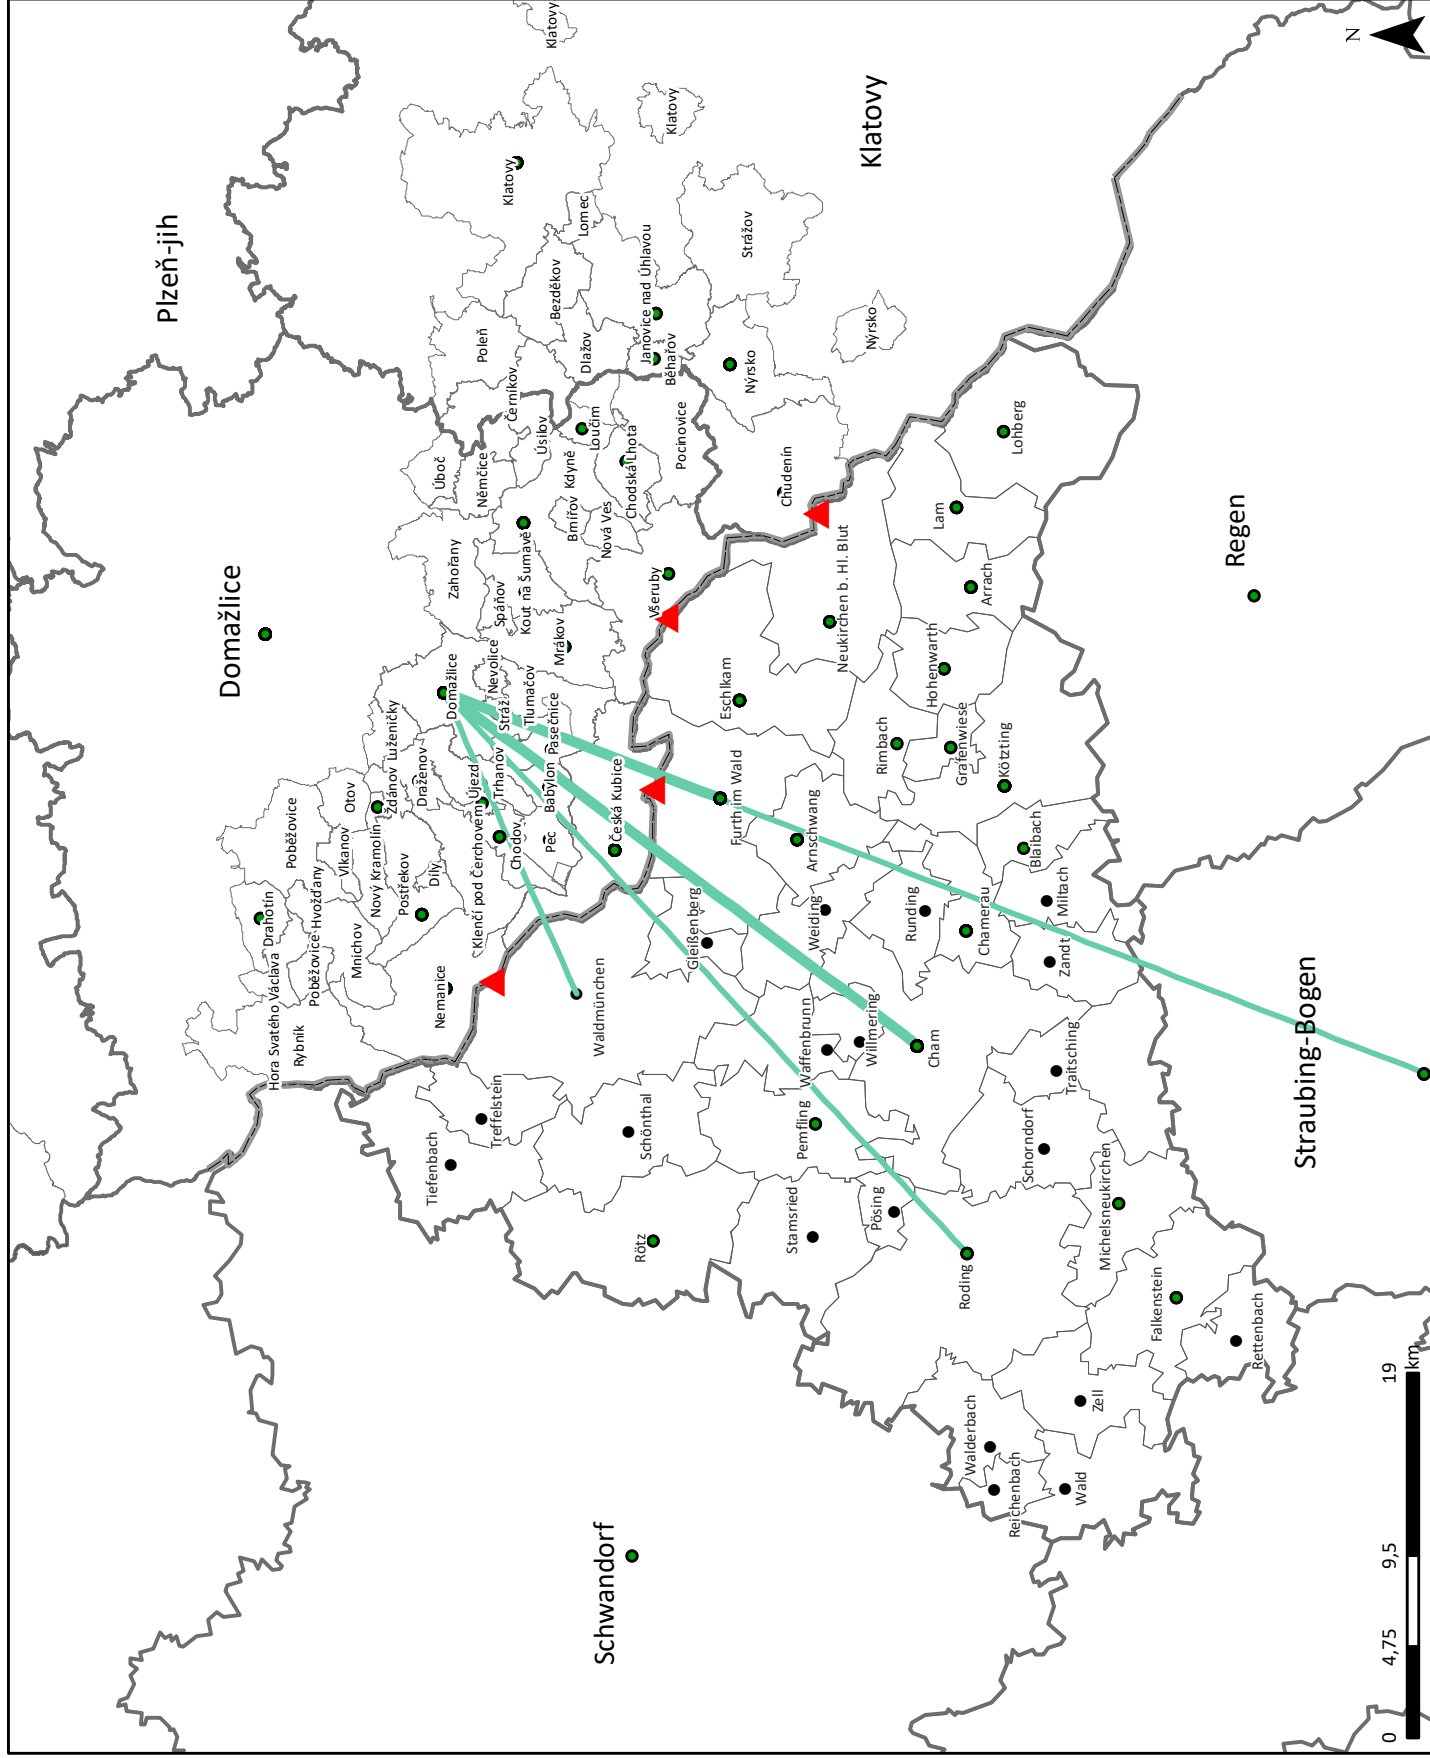 Klatovy
Plzeň-jih
N
Klatovy
Klatovy
Klatovy
Lomec
Strážov
Bezděkov
Janovice nad Úhlavou
Poleň
Dlažov
Běhařov
Nýrsko
Nýrsko
Černíkov
Loučim
Úsilov
Chodská Lhota
Pocinovice
Úboč
Němčice
Kdyně
Chudenín
Lohberg
Brnířov
Nová Ves
Lam
Regen
Zahořany
Spáňov
Kout na Šumavě
Všeruby
Neukirchen b. Hl. Blut
Arrach
Domažlice
Mrákov
Domažlice
Nevolice
Stráž
Tlumačov
Pasečnice
Eschlkam
Hohenwarth
Rimbach
Grafenwiese
Kötzting
Ždánov
Luženičky
Draženov
Otov
Újezd
Trhanov
Babylon
Česká Kubice
Furth im Wald
Poběžovice
Vlkanov
Nový Kramolín
Postřekov
Díly
Klenčí pod Čerchovem
Chodov
Pec
Arnschwang
Blaibach
Miltach
Drahotín
Hvožďany
Poběžovice
Mnichov
Gleißenberg
Weiding
Runding
Chamerau
Zandt
Hora Svatého Václava
Rybník
Nemanice
Waldmünchen
Waffenbrunn
Willmering
Cham
Traitsching
Straubing-Bogen
Treffelstein
Tiefenbach
Schönthal
Pemfling
Schorndorf
Rötz
Stamsried
Pösing
Michelsneukirchen
Roding
Falkenstein
Rettenbach
Zell
Walderbach
Reichenbach
Wald
Schwandorf
0 4,75 9,5 19
km